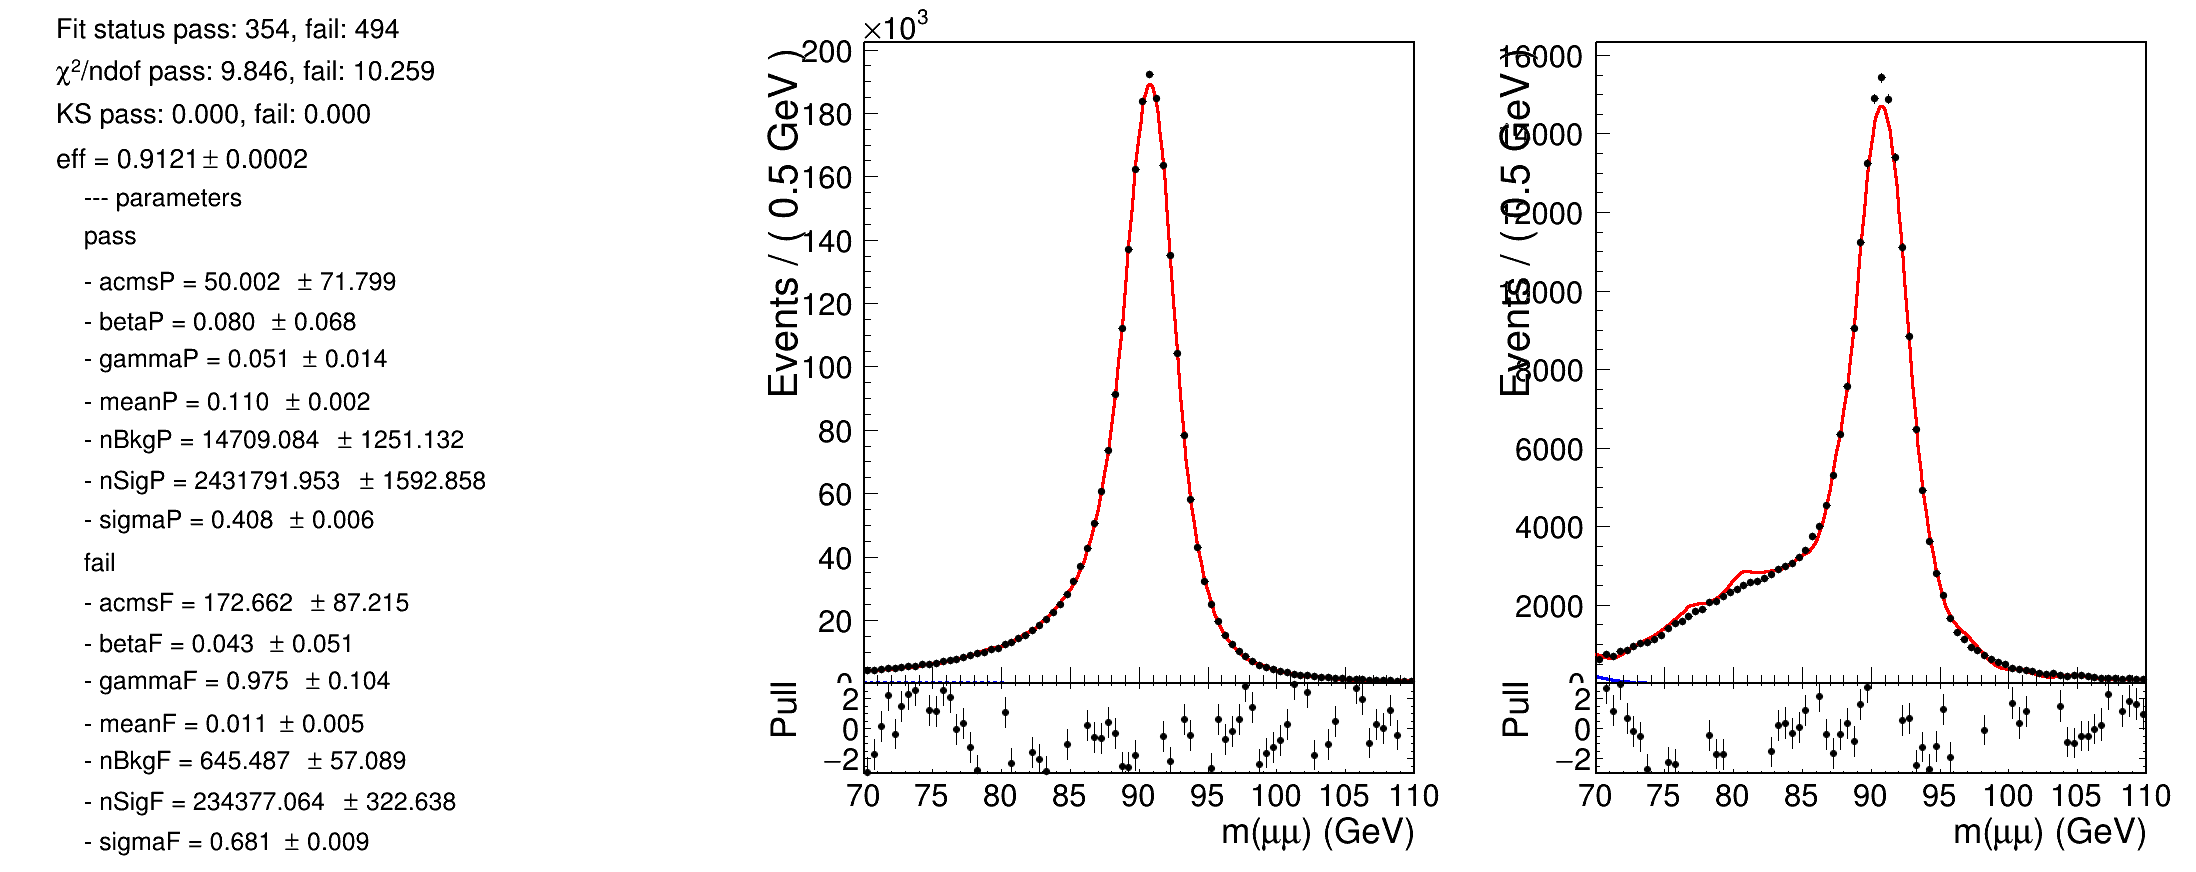 Fit status pass: 354, fail: 494
χ²/ndof pass: 9.846, fail: 10.259
KS pass: 0.000, fail: 0.000
eff = 0.9121 ± 0.0002
--- parameters
pass
- acmsP = 50.002 ± 71.799
- betaP = 0.080 ± 0.068
- gammaP = 0.051 ± 0.014
- meanP = 0.110 ± 0.002
- nBkgP = 14709.084 ± 1251.132
- nSigP = 2431791.953 ± 1592.858
- sigmaP = 0.408 ± 0.006
fail
- acmsF = 172.662 ± 87.215
- betaF = 0.043 ± 0.051
- gammaF = 0.975 ± 0.104
- meanF = 0.011 ± 0.005
- nBkgF = 645.487 ± 57.089
- nSigF = 234377.064 ± 322.638
- sigmaF = 0.681 ± 0.009
×10³
Events / ( 0.5 GeV )
200
180
160
140
120
100
80
60
40
20
0
Pull
2
0
−2
70 75 80 85 90 95 100 105 110
m(μμ) (GeV)
Events / ( 0.5 GeV )
16000
14000
12000
10000
8000
6000
4000
2000
0
Pull
2
0
−2
70 75 80 85 90 95 100 105 110
m(μμ) (GeV)